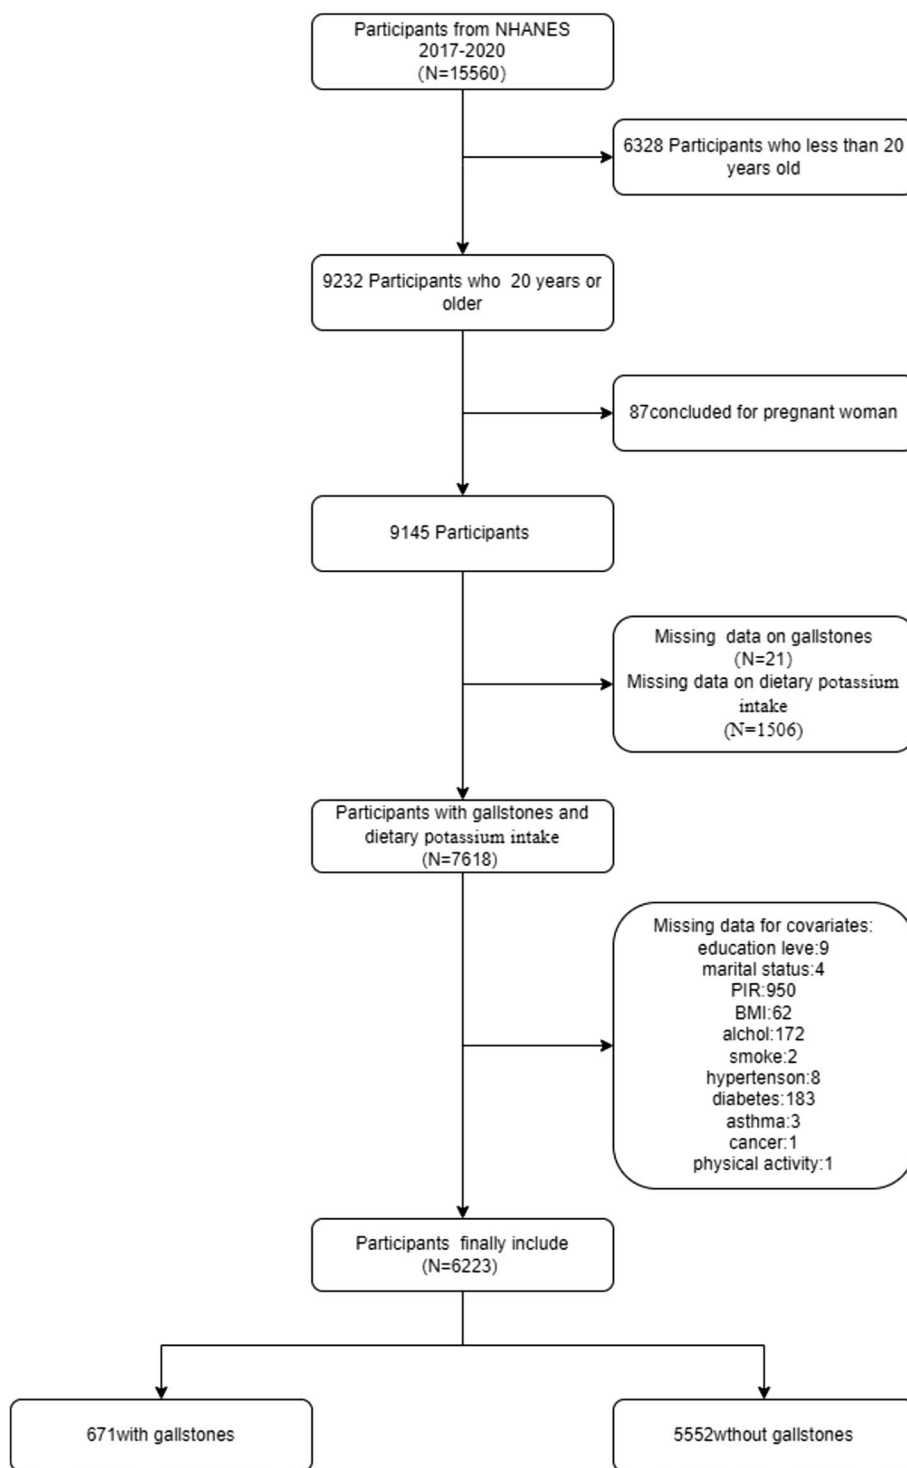 Participants from NHANES
2017-2020
(N=15560)
6328 Participants who less than 20
years old
9232 Participants who  20 years or
older
87concluded for pregnant woman
9145 Participants
Missing  data on gallstones
(N=21)
Missing data on dietary potassium
intake
(N=1506)
Participants with gallstones and
dietary potassium intake
(N=7618)
Missing data for covariates:
education leve:9
marital status:4
PIR:950
BMI:62
alchol:172
smoke:2
hypertenson:8
diabetes:183
asthma:3
cancer:1
physical activity:1
Participants  finally include
(N=6223)
671with gallstones
5552wthout gallstones